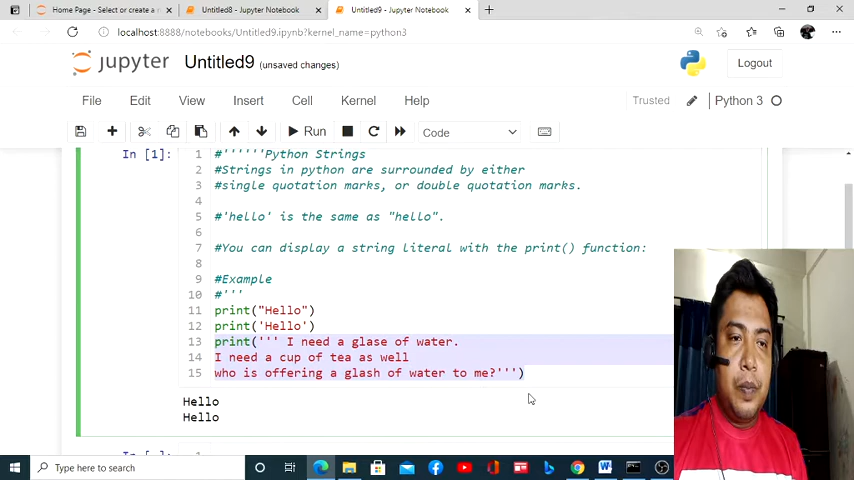 Home Page - Select or create a n
Untitled8 - Jupyter Notebook
Untitled9 - Jupyter Notebook
localhost:8888/notebooks/Untitled9.ipynb?kernel_name=python3
jupyter Untitled9 (unsaved changes)
Logout
File Edit View Insert Cell Kernel Help
Trusted Python 3
Run Code
In [1]:
1 #''''''Python Strings
2 #Strings in python are surrounded by either
3 #single quotation marks, or double quotation marks.
4
5 #'hello' is the same as "hello".
6
7 #You can display a string literal with the print() function:
8
9 #Example
10 #'''
11 print("Hello")
12 print('Hello')
13 print(''' I need a glase of water.
14 I need a cup of tea as well
15 who is offering a glash of water to me?''')
Hello
Hello
Type here to search